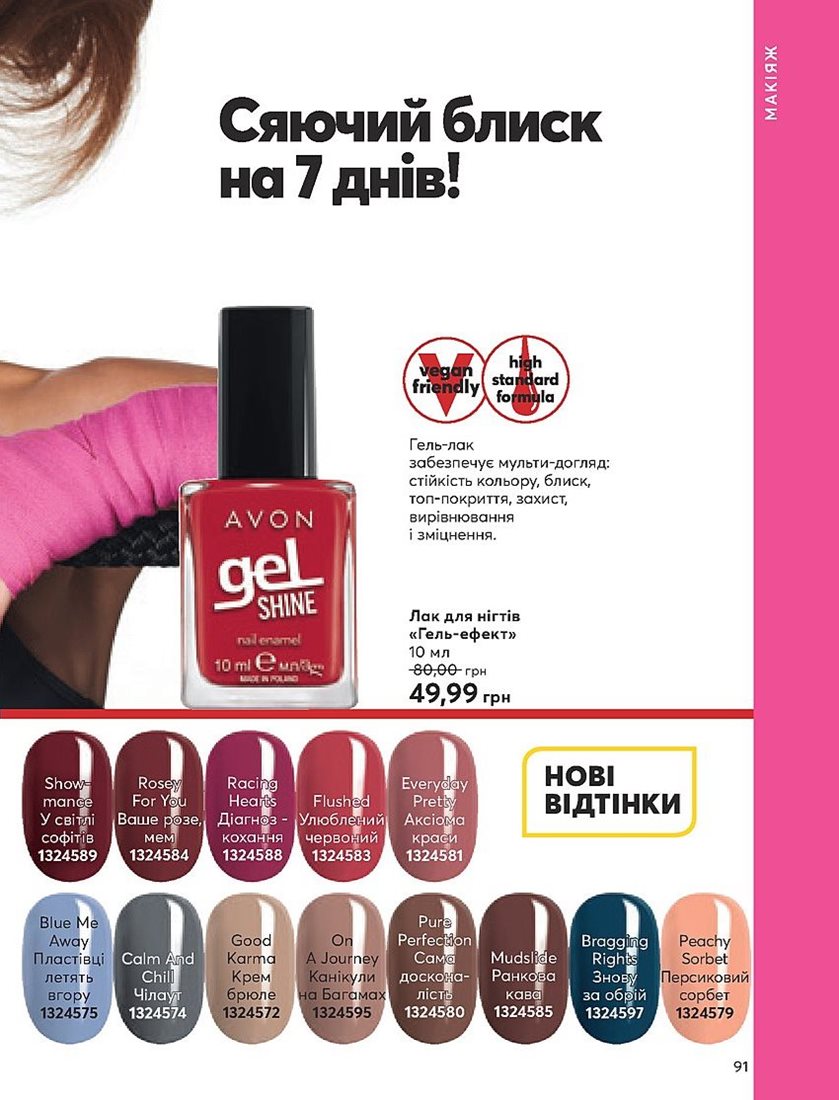 МАКІЯЖ
Сяючий блиск
на 7 днів!
vegan
friendly
high
standard
formula
Гель-лак
забезпечує мульти-догляд:
стійкість кольору, блиск,
топ-покриття, захист,
вирівнювання
і зміцнення.
AVON
gel
SHINE
nail enamel
10 ml e
MADE IN POLAND
Лак для нігтів
«Гель-ефект»
10 мл
80,00 грн
49,99 грн
Show-
mance
У світлі
софітів
1324589
Rosey
For You
Ваше розе,
мем
1324584
Racing
Hearts
Діагноз -
кохання
1324588
Flushed
Улюблений
червоний
1324583
Everyday
Pretty
Аксіома
краси
1324581
НОВІ
ВІДТІНКИ
Blue Me
Away
Пластівці
летять
вгору
1324575
Calm And
Chill
Чілаут
1324574
Good
Karma
Крем
брюле
1324572
On
A Journey
Канікули
на Багамах
1324595
Pure
Perfection
Сама
доскона-
лість
1324580
Mudslide
Ранкова
кава
1324585
Bragging
Rights
Знову
за обрій
1324597
Peachy
Sorbet
Персиковий
сорбет
1324579
91